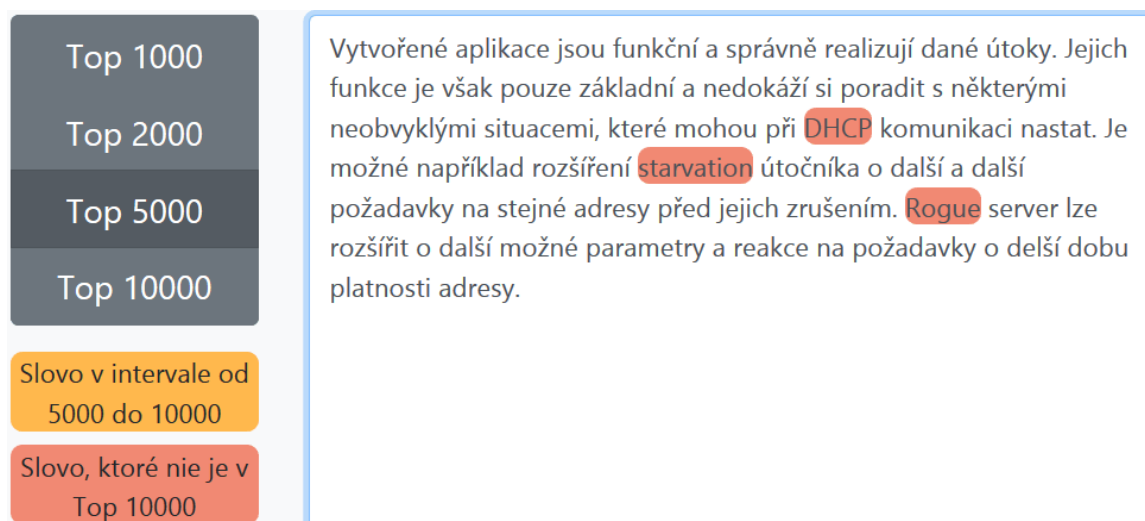 Top 1000
Top 2000
Top 5000
Top 10000
Slovo v intervale od
5000 do 10000
Slovo, ktoré nie je v
Top 10000
Vytvořené aplikace jsou funkční a správně realizují dané útoky. Jejich
funkce je však pouze základní a nedokáží si poradit s některými
neobvyklými situacemi, které mohou při DHCP komunikaci nastat. Je
možné například rozšíření starvation útočníka o další a další
požadavky na stejné adresy před jejich zrušením. Rogue server lze
rozšířit o další možné parametry a reakce na požadavky o delší dobu
platnosti adresy.